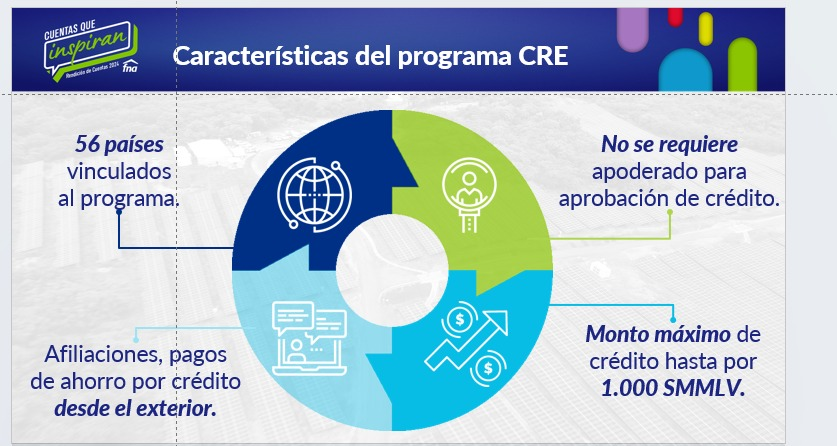 CUENTAS QUE
inspiran
Rendición de Cuentas 2024
fna
Características del programa CRE
56 países
vinculados
al programa.
No se requiere
apoderado para
aprobación de crédito.
Afiliaciones, pagos
de ahorro por crédito
desde el exterior.
Monto máximo de
crédito hasta por
1.000 SMMLV.
$
$